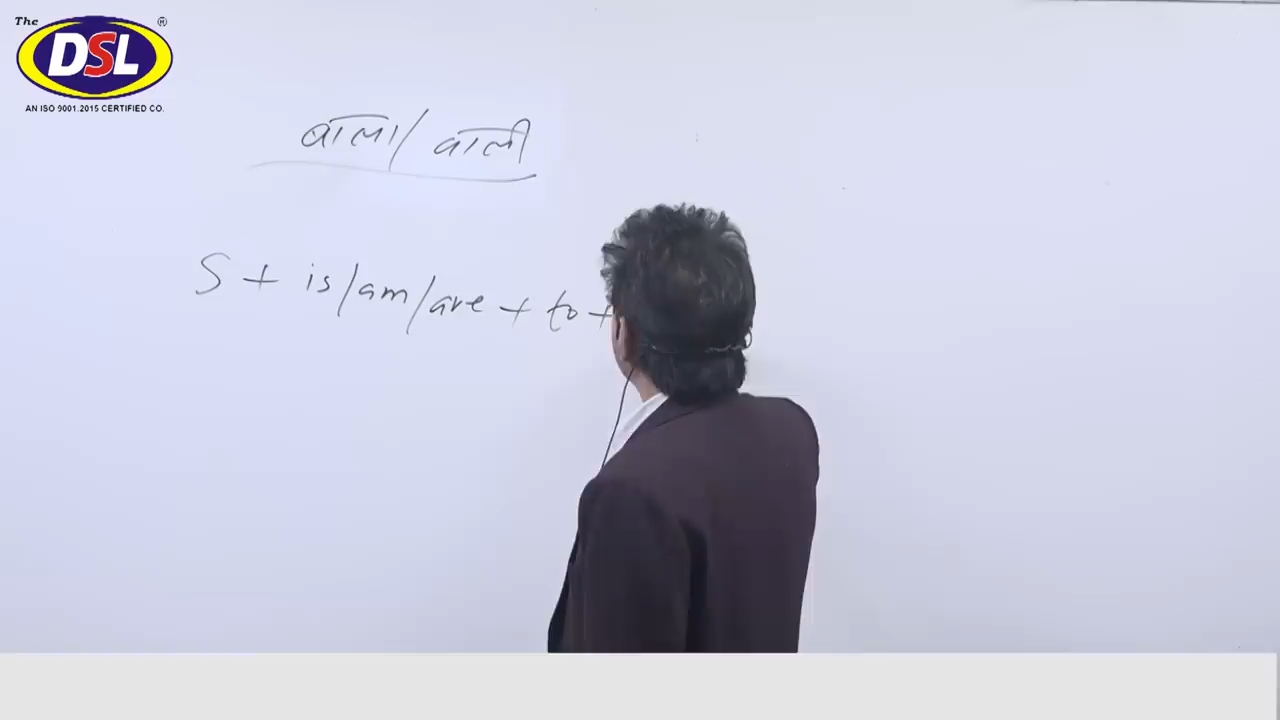 The DSL ®
AN ISO 9001:2015 CERTIFIED CO.
वाला/वाली
S + is/am/are + to +